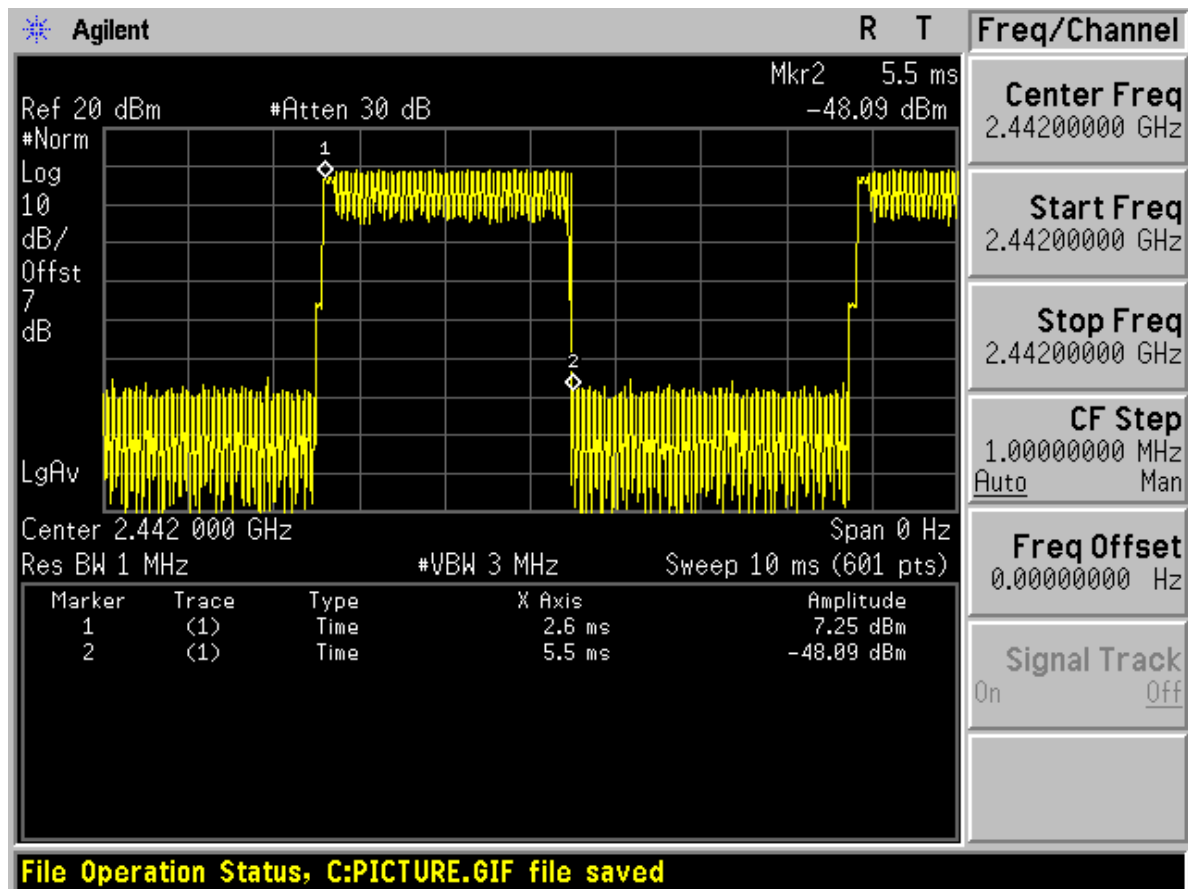 Agilent R T
Mkr2 5.5 ms
Ref 20 dBm #Atten 30 dB -48.09 dBm
#Norm
Log
10
dB/
Offst
7
dB
LgAv
1
2
Center 2.442 000 GHz Span 0 Hz
Res BW 1 MHz #VBW 3 MHz Sweep 10 ms (601 pts)
Marker Trace Type X Axis Amplitude
1 (1) Time 2.6 ms 7.25 dBm
2 (1) Time 5.5 ms -48.09 dBm
File Operation Status, C:PICTURE.GIF file saved
Freq/Channel
Center Freq
2.44200000 GHz
Start Freq
2.44200000 GHz
Stop Freq
2.44200000 GHz
CF Step
1.00000000 MHz
Auto Man
Freq Offset
0.00000000 Hz
Signal Track
On Off